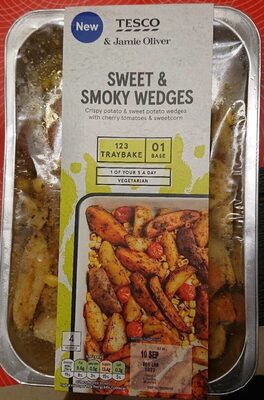 New
TESCO
& Jamie Oliver
SWEET &
SMOKY WEDGES
Crispy potato & sweet potato wedges
with cherry tomatoes & sweetcorn
123
TRAYBAKE
01
BASE
1 OF YOUR 5 A DAY
VEGETARIAN
4
10 SEP